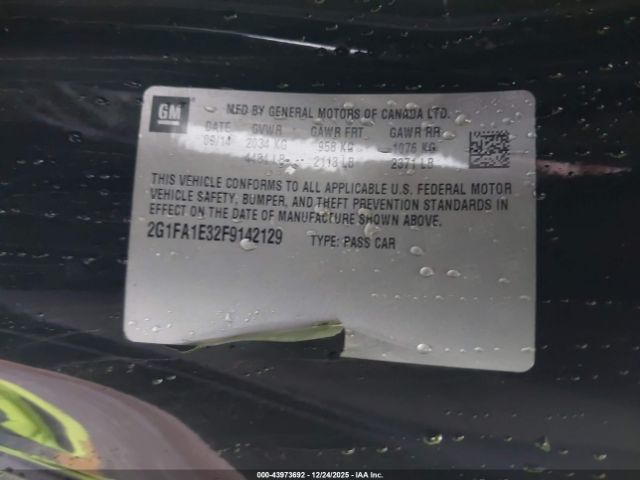 GM
MFD BY GENERAL MOTORS OF CANADA LTD.
DATE GVWR GAWR FRT GAWR RR
09/14 2034 KG 958 KG 1076 KG
2113 LB 2371 LB
THIS VEHICLE CONFORMS TO ALL APPLICABLE U.S. FEDERAL MOTOR
VEHICLE SAFETY, BUMPER, AND THEFT PREVENTION STANDARDS IN
EFFECT ON THE DATE OF MANUFACTURE SHOWN ABOVE.
2G1FA1E32F9142129 TYPE: PASS CAR
000-43973692 - 12/24/2025 - IAA Inc.